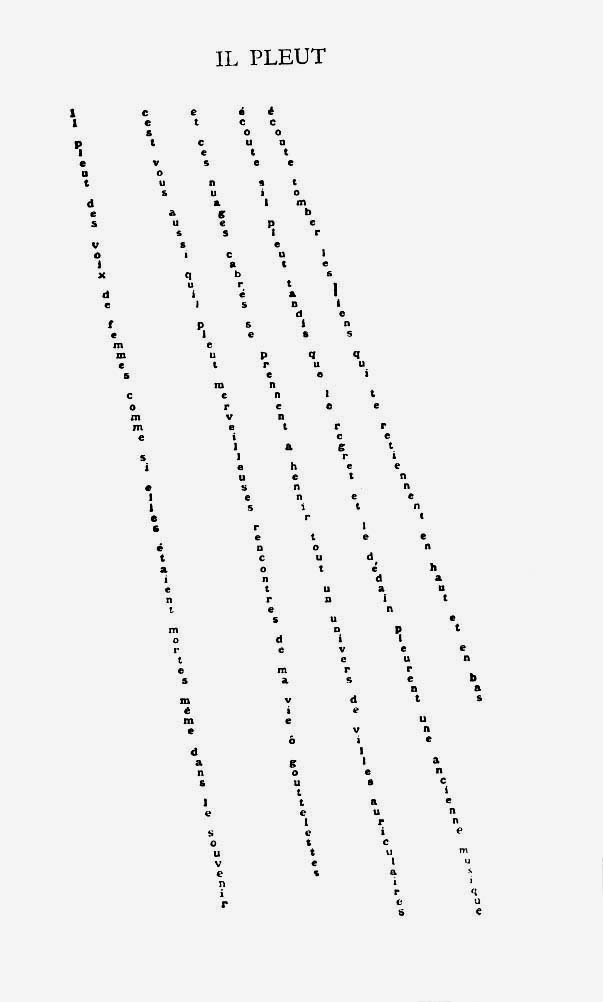 IL PLEUT
Il pleut des voix de femmes comme si elles étaient mortes même dans le souvenir
c est vous aussi qu il pleut merveilleuses rencontres de ma vie ô gouttelettes
et ces nuages cabrés se prennent a hennir tout un univers de villes auriculaires
écoute s il pleut tandis que le regret et le dédain pleurent une ancienne musique
écoute tomber les liens qui te retiennent en haut et en bas